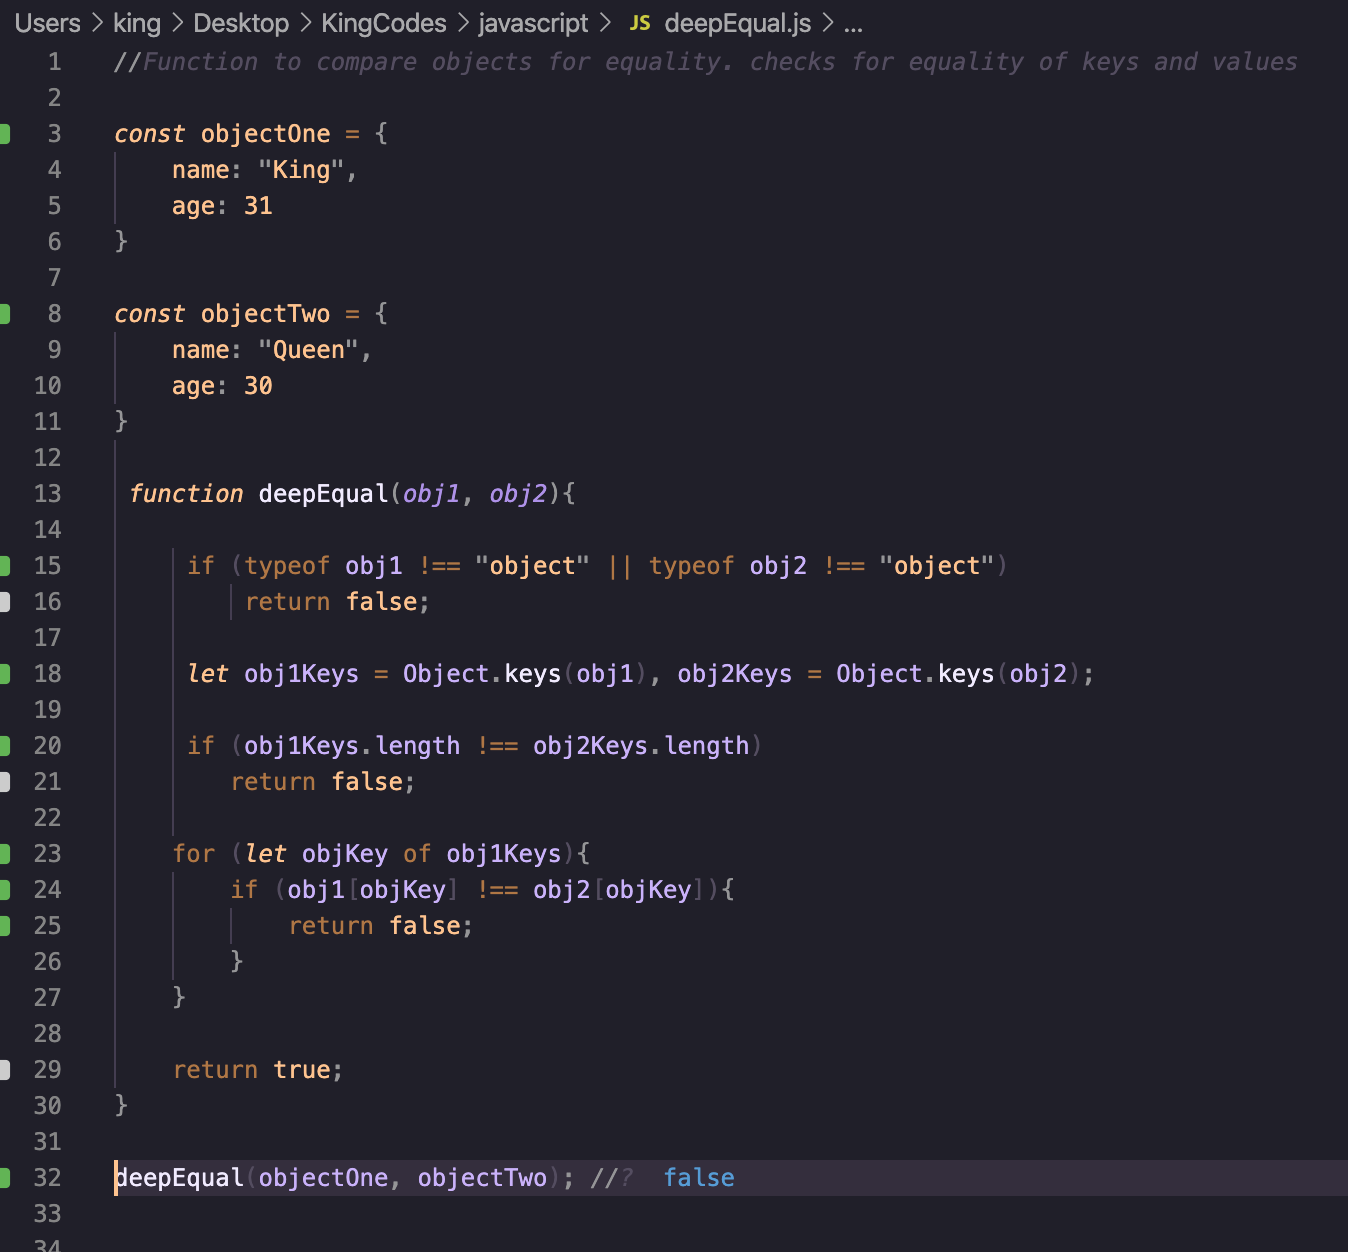 Users > king > Desktop > KingCodes > javascript > JS deepEqual.js > ...
1 //Function to compare objects for equality. checks for equality of keys and values
2
3 const objectOne = {
4     name: "King",
5     age: 31
6 }
7
8 const objectTwo = {
9     name: "Queen",
10     age: 30
11 }
12
13  function deepEqual(obj1, obj2){
14
15      if (typeof obj1 !== "object" || typeof obj2 !== "object")
16          return false;
17
18      let obj1Keys = Object.keys(obj1), obj2Keys = Object.keys(obj2);
19
20      if (obj1Keys.length !== obj2Keys.length)
21         return false;
22
23     for (let objKey of obj1Keys){
24         if (obj1[objKey] !== obj2[objKey]){
25             return false;
26         }
27     }
28
29     return true;
30 }
31
32 deepEqual(objectOne, objectTwo); //?  false
33
34